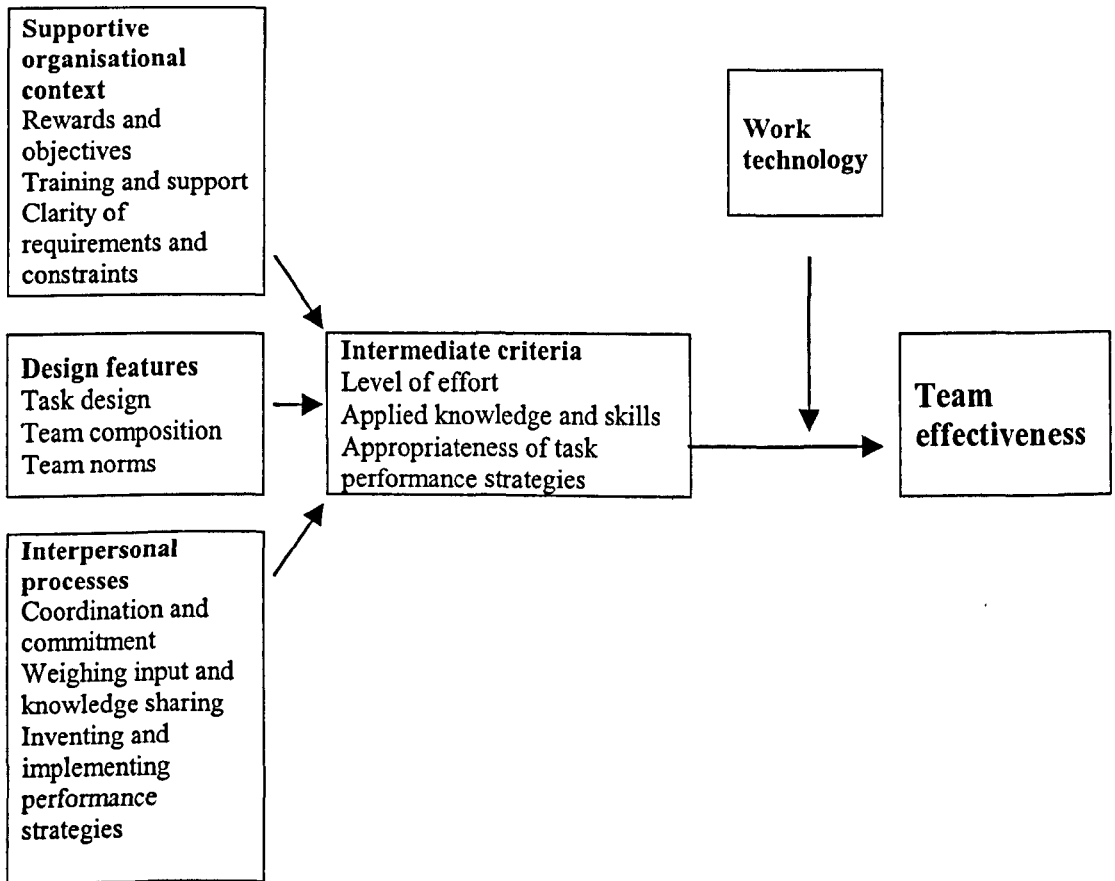 Supportive
organisational
context
Rewards and
objectives
Training and support
Clarity of
requirements and
constraints
Work
technology
Design features
Task design
Team composition
Team norms
Intermediate criteria
Level of effort
Applied knowledge and skills
Appropriateness of task
performance strategies
Team
effectiveness
Interpersonal
processes
Coordination and
commitment
Weighing input and
knowledge sharing
Inventing and
implementing
performance
strategies